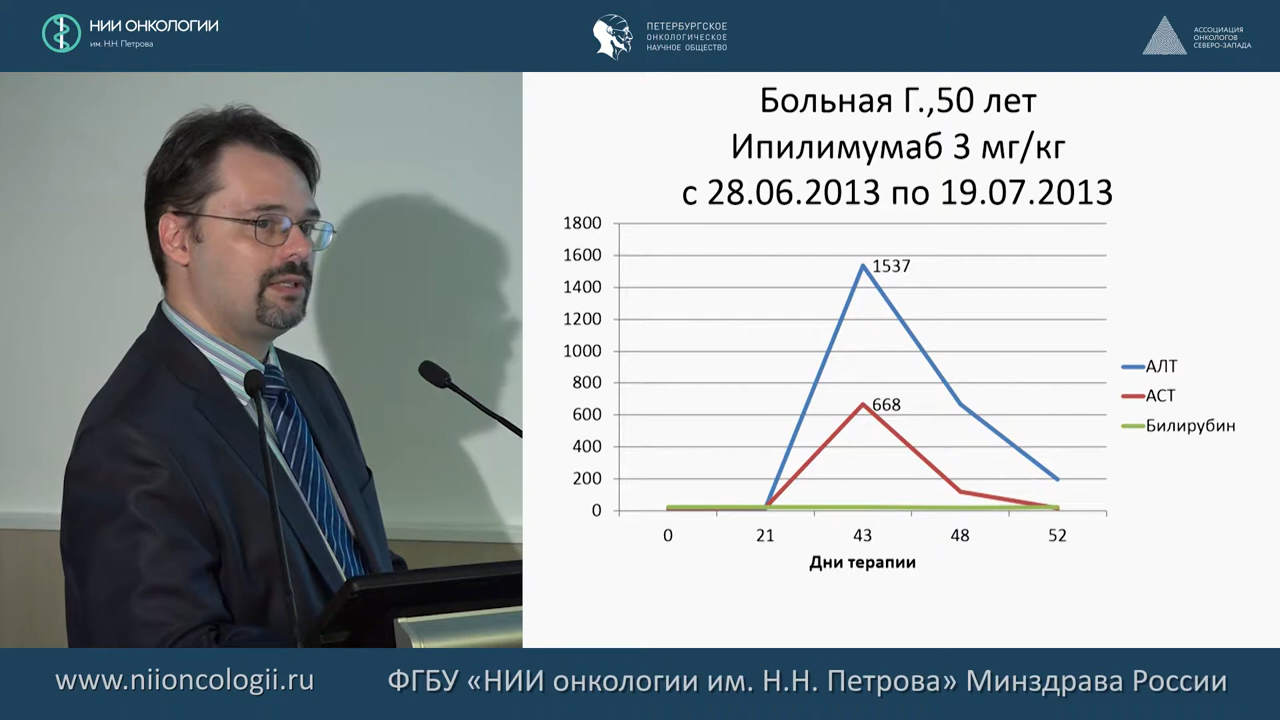 НИИ ОНКОЛОГИИ
им. Н.Н. Петрова
ПЕТЕРБУРГСКОЕ
ОНКОЛОГИЧЕСКОЕ
НАУЧНОЕ ОБЩЕСТВО
АССОЦИАЦИЯ
ОНКОЛОГОВ
СЕВЕРО-ЗАПАДА
Больная Г.,50 лет
Ипилимумаб 3 мг/кг
с 28.06.2013 по 19.07.2013
1800
1600
1400
1200
1000
800
600
400
200
0
1537
668
0 21 43 48 52
Дни терапии
АЛТ
АСТ
Билирубин
www.niioncologii.ru
ФГБУ «НИИ онкологии им. Н.Н. Петрова» Минздрава России